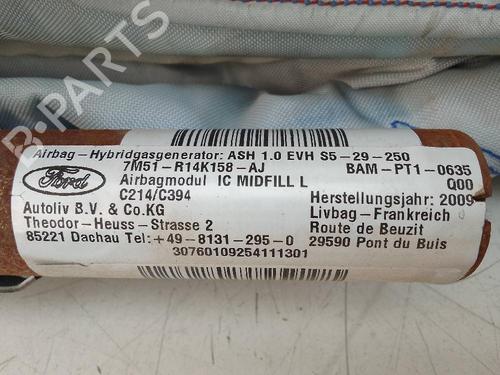 Airbag-Hybridgasgenerator: ASH 1.0 EVH S5-29-250
7M51-R14K158-AJ
BAM-PT1-0635
Ford
Airbagmodul IC MIDFILL L
Q00
C214/C394
Herstellungsjahr: 2009
Autoliv B.V. & Co.KG
Livbag-Frankreich
Theodor-Heuss-Strasse 2
Route de Beuzit
85221 Dachau Tel: +49-8131-295-0
29590 Pont du Buis
30760109254111301
B-PARTS